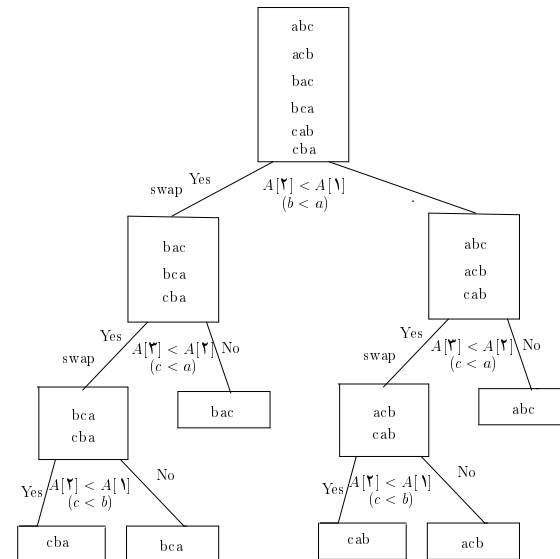 abc
acb
bac
bca
cab
cba
Yes
swap
A[۲] < A[۱]
(b < a)
bac
bca
cba
abc
acb
cab
Yes
swap
A[۳] < A[۲]
(c < a)
No
Yes
swap
A[۳] < A[۲]
(c < a)
No
bca
cba
bac
acb
cab
abc
Yes
A[۲] < A[۱]
(c < b)
No
Yes
A[۲] < A[۱]
(c < b)
No
cba
bca
cab
acb